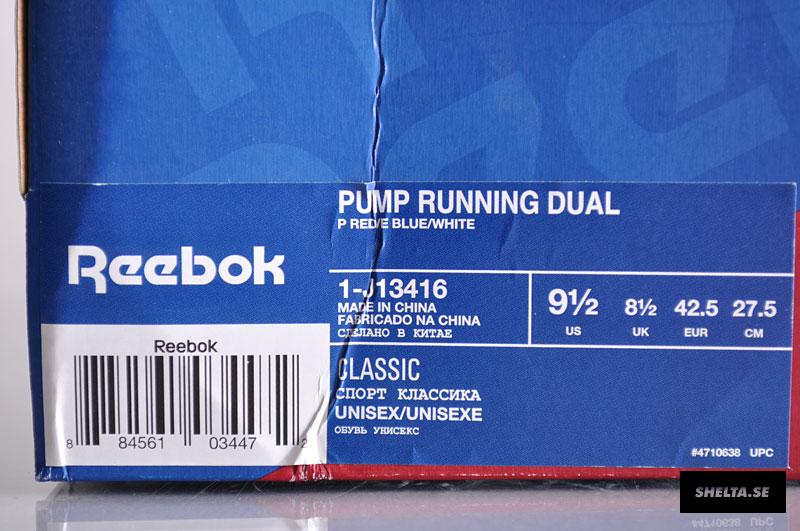 PUMP RUNNING DUAL
P RED/E BLUE/WHITE
Reebok
1-J13416
MADE IN CHINA
FABRICADO NA CHINA
СДЕЛАНО В КИТАЕ
9½ 8½ 42.5 27.5
US UK EUR CM
Reebok
8 84561 03447 2
CLASSIC
СПОРТ КЛАССИКА
UNISEX/UNISEXE
ОБУВЬ УНИСЕКС
#4710638 UPC
SHELTA.SE